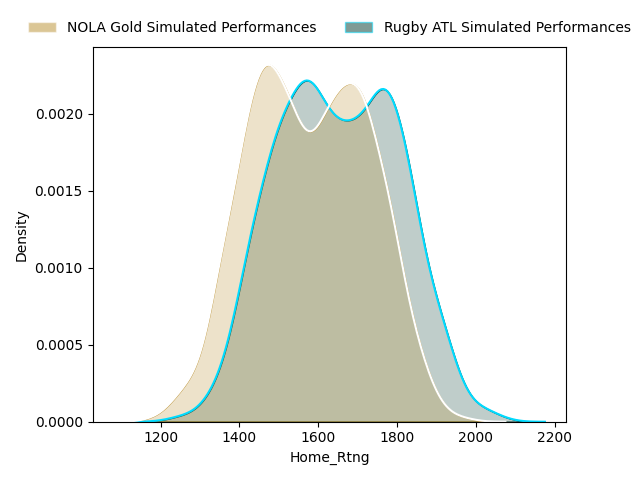 NOLA Gold Simulated Performances
Rugby ATL Simulated Performances
0.0020
0.0015
0.0010
0.0005
0.0000
Density
1200 1400 1600 1800 2000 2200
Home_Rtng